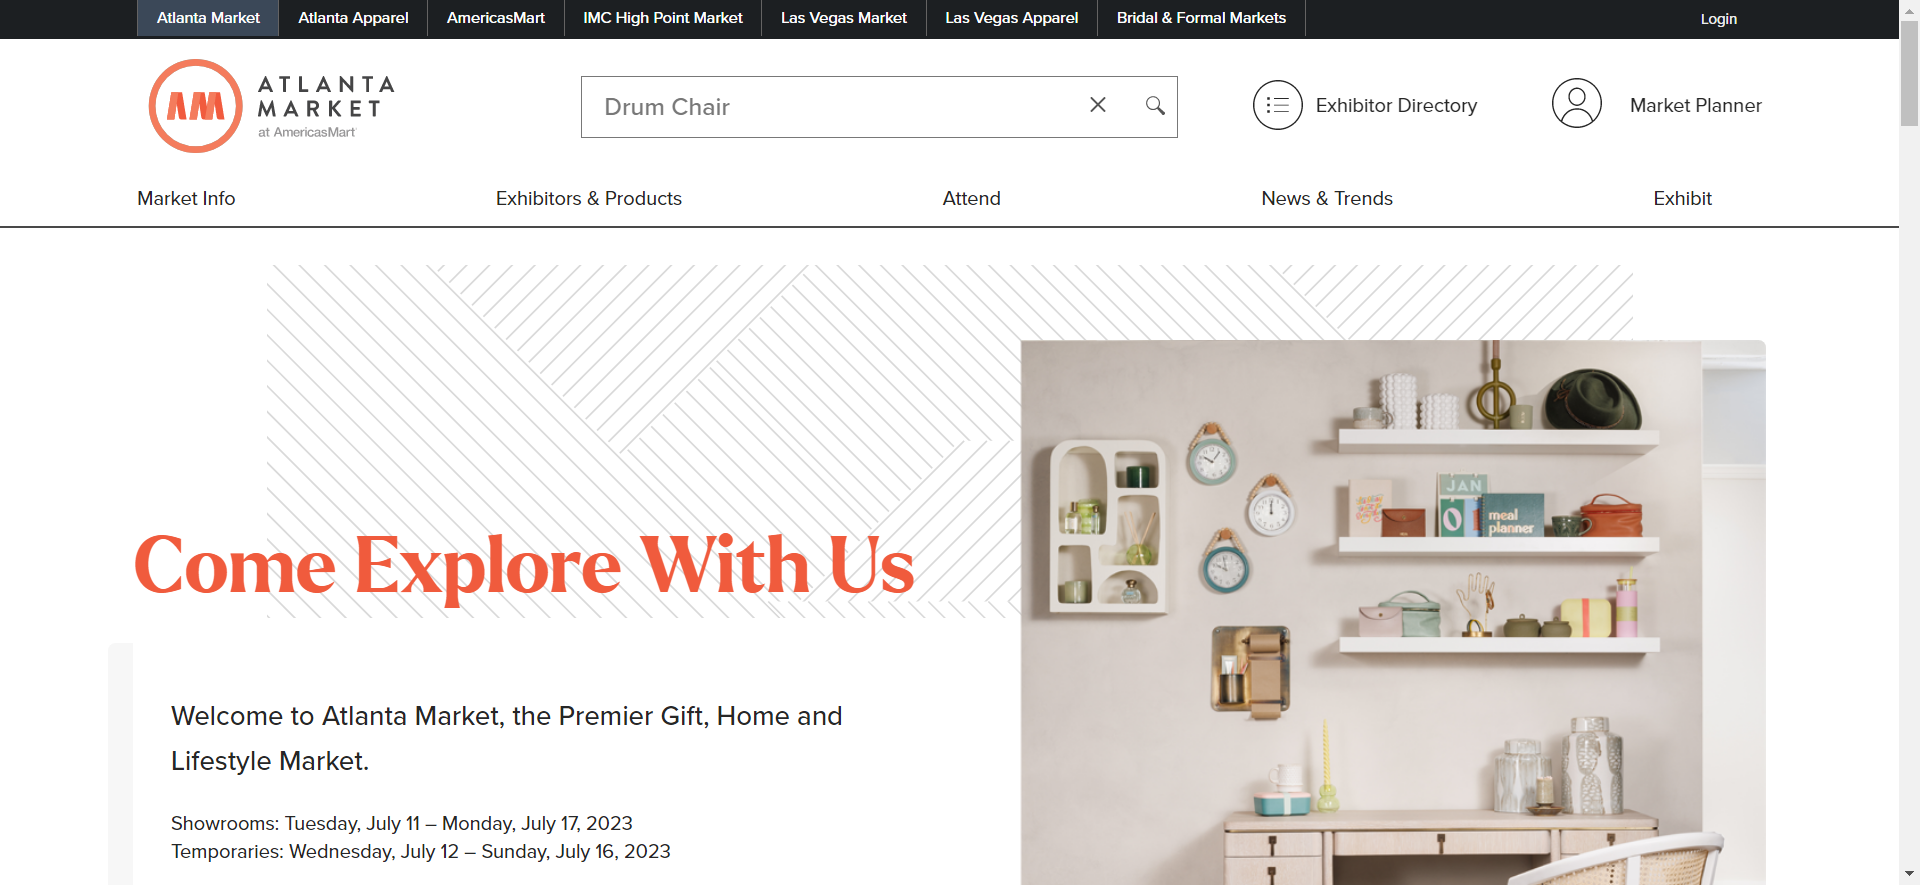 Atlanta Market
Atlanta Apparel
AmericasMart
IMC High Point Market
Las Vegas Market
Las Vegas Apparel
Bridal & Formal Markets
Login
AM
ATLANTA
MARKET
at AmericasMart
Drum Chair
Exhibitor Directory
Market Planner
Market Info
Exhibitors & Products
Attend
News & Trends
Exhibit
Come Explore With Us
JAN
meal
planner
Welcome to Atlanta Market, the Premier Gift, Home and
Lifestyle Market.
Showrooms: Tuesday, July 11 – Monday, July 17, 2023
Temporaries: Wednesday, July 12 – Sunday, July 16, 2023